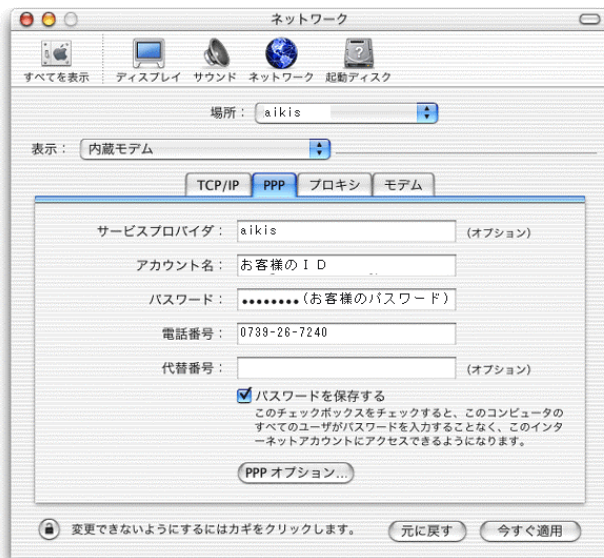 ネットワーク
すべてを表示 ディスプレイ サウンド ネットワーク 起動ディスク
場所： aikis
表示： 内蔵モデム
TCP/IP PPP プロキシ モデム
サービスプロバイダ： aikis (オプション)
アカウント名： お客様のＩＤ
パスワード： ••••••••(お客様のパスワード)
電話番号： 0739-26-7240
代替番号： (オプション)
パスワードを保存する
このチェックボックスをチェックすると、このコンピュータの
すべてのユーザがパスワードを入力することなく、このインタ
ーネットアカウントにアクセスできるようになります。
PPP オプション...
変更できないようにするにはカギをクリックします。 元に戻す 今すぐ適用